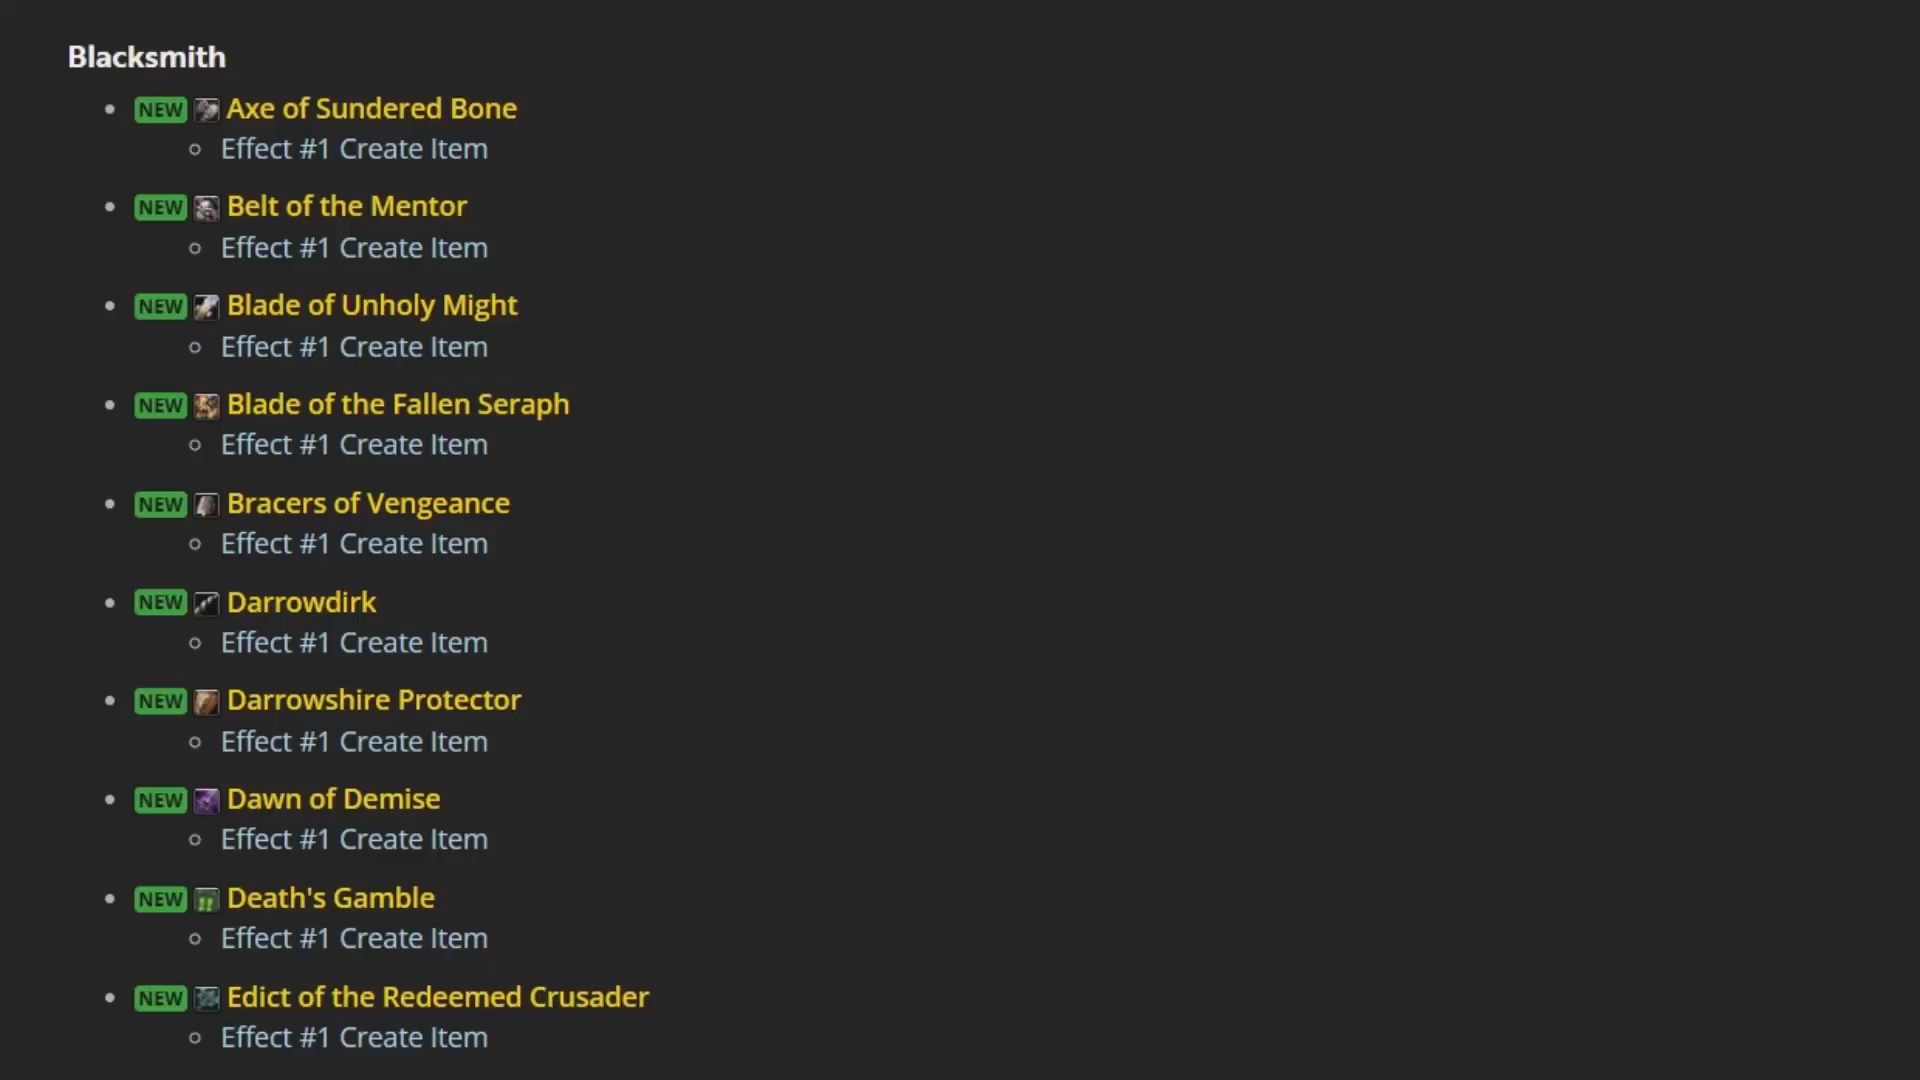 Blacksmith
NEW Axe of Sundered Bone
Effect #1 Create Item
NEW Belt of the Mentor
Effect #1 Create Item
NEW Blade of Unholy Might
Effect #1 Create Item
NEW Blade of the Fallen Seraph
Effect #1 Create Item
NEW Bracers of Vengeance
Effect #1 Create Item
NEW Darrowdirk
Effect #1 Create Item
NEW Darrowshire Protector
Effect #1 Create Item
NEW Dawn of Demise
Effect #1 Create Item
NEW Death's Gamble
Effect #1 Create Item
NEW Edict of the Redeemed Crusader
Effect #1 Create Item